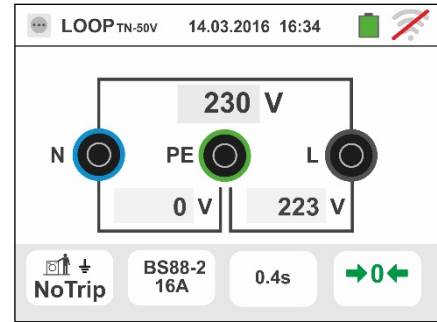 LOOP TN-50V 14.03.2016 16:34
230 V
N PE L
0 V 223 V
NoTrip BS88-2 16A 0.4s →0←